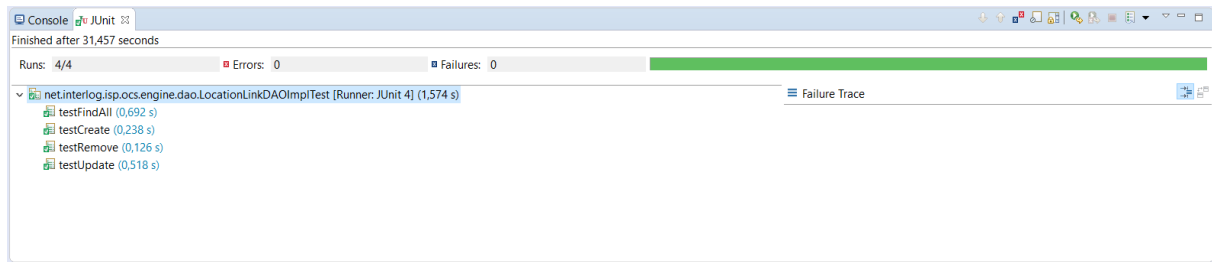 Console JUnit
Finished after 31,457 seconds
Runs: 4/4 Errors: 0 Failures: 0
net.interlog.isp.ocs.engine.dao.LocationLinkDAOImplTest [Runner: JUnit 4] (1,574 s) Failure Trace
testFindAll (0,692 s)
testCreate (0,238 s)
testRemove (0,126 s)
testUpdate (0,518 s)